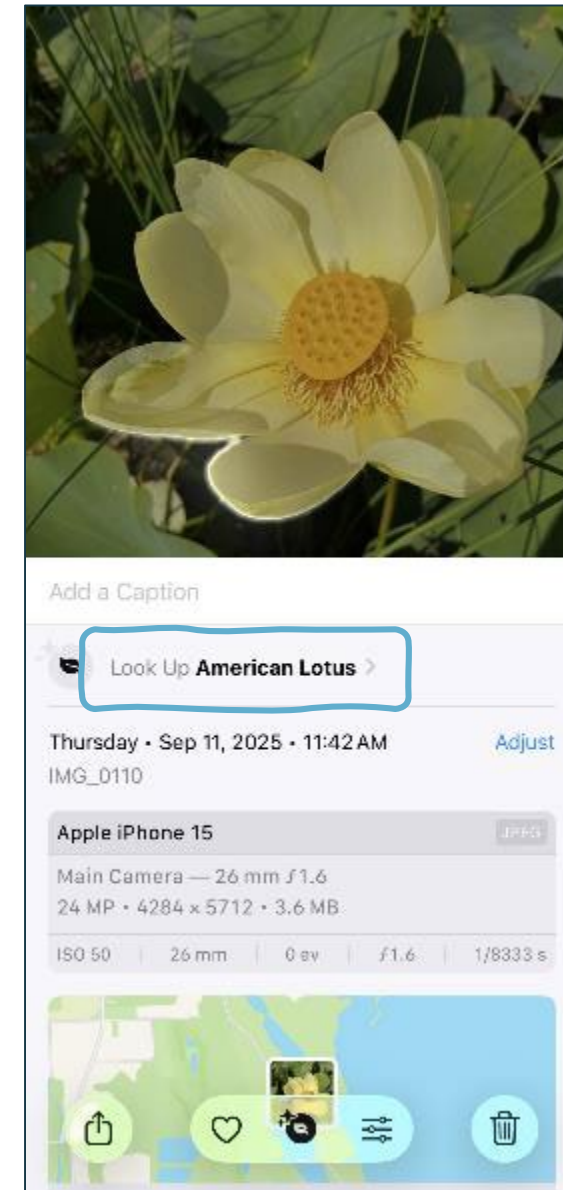 Add a Caption
Look Up American Lotus >
Thursday • Sep 11, 2025 • 11:42 AM Adjust
IMG_0110
Apple iPhone 15 JPEG
Main Camera — 26 mm ƒ1.6
24 MP • 4284 × 5712 • 3.6 MB
ISO 50 | 26 mm | 0 ev | ƒ1.6 | 1/8333 s